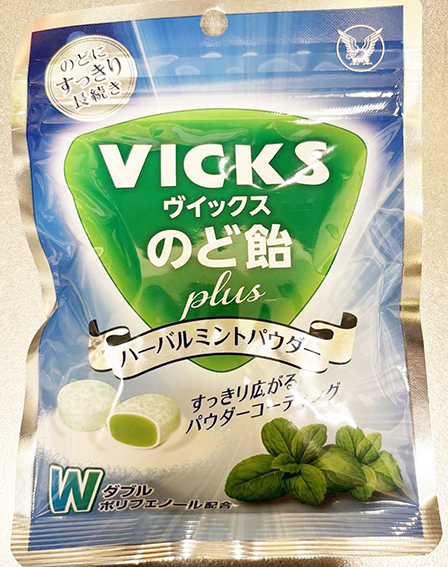 のどに
すっきり
長続き
VICKS
ヴイックス
のど飴
plus
ハーバルミントパウダー
すっきり広がる
パウダーコーティング
W ダブル
ポリフェノール配合